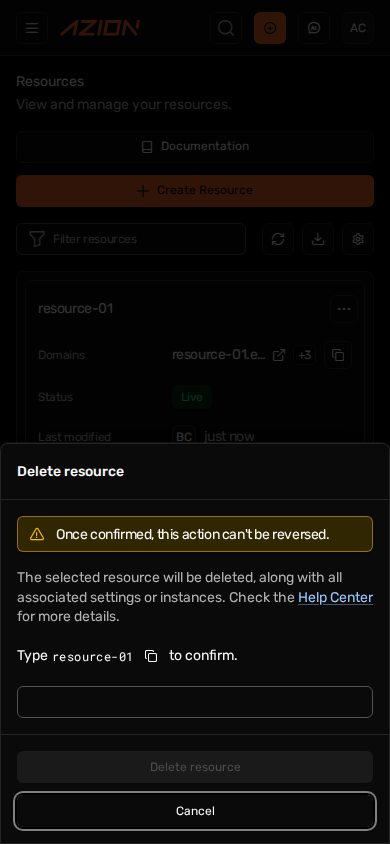 AZION
AI
AC
Resources
View and manage your resources.
Documentation
Create Resource
Filter resources
resource-01
Domains
resource-01.e...
+3
Status
Live
Last modified
BC
just now
Delete resource
Once confirmed, this action can't be reversed.
The selected resource will be deleted, along with all
associated settings or instances. Check the Help Center
for more details.
Type resource-01 to confirm.
Delete resource
Cancel